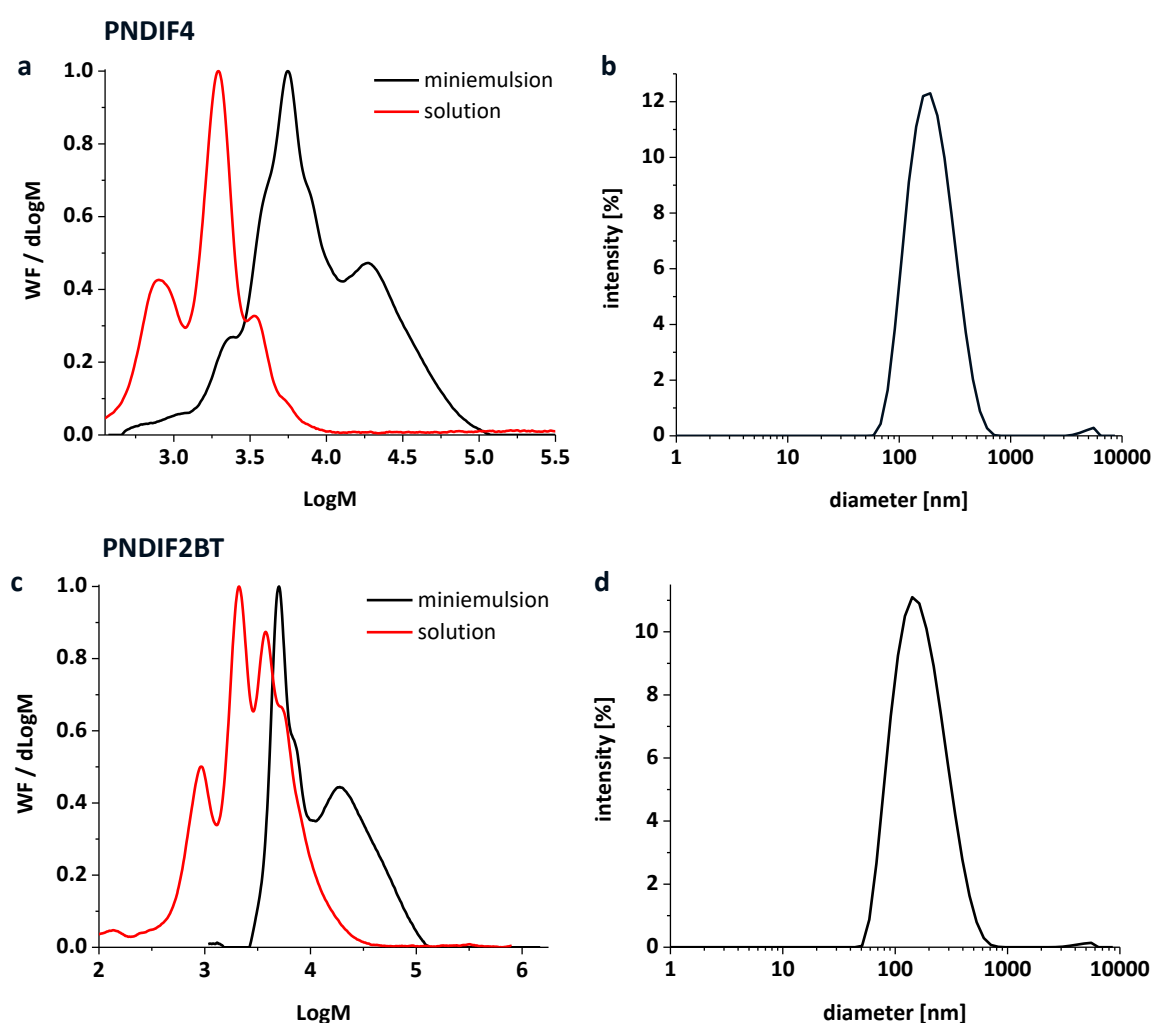 PNDIF4
a
miniemulsion
solution
1.0
0.8
0.6
0.4
0.2
0.0
WF / dLogM
3.0 3.5 4.0 4.5 5.0 5.5
LogM
b
12
10
8
6
4
2
0
intensity [%]
1 10 100 1000 10000
diameter [nm]
PNDIF2BT
c
miniemulsion
solution
1.0
0.8
0.6
0.4
0.2
0.0
WF / dLogM
2 3 4 5 6
LogM
d
10
8
6
4
2
0
intensity [%]
1 10 100 1000 10000
diameter [nm]